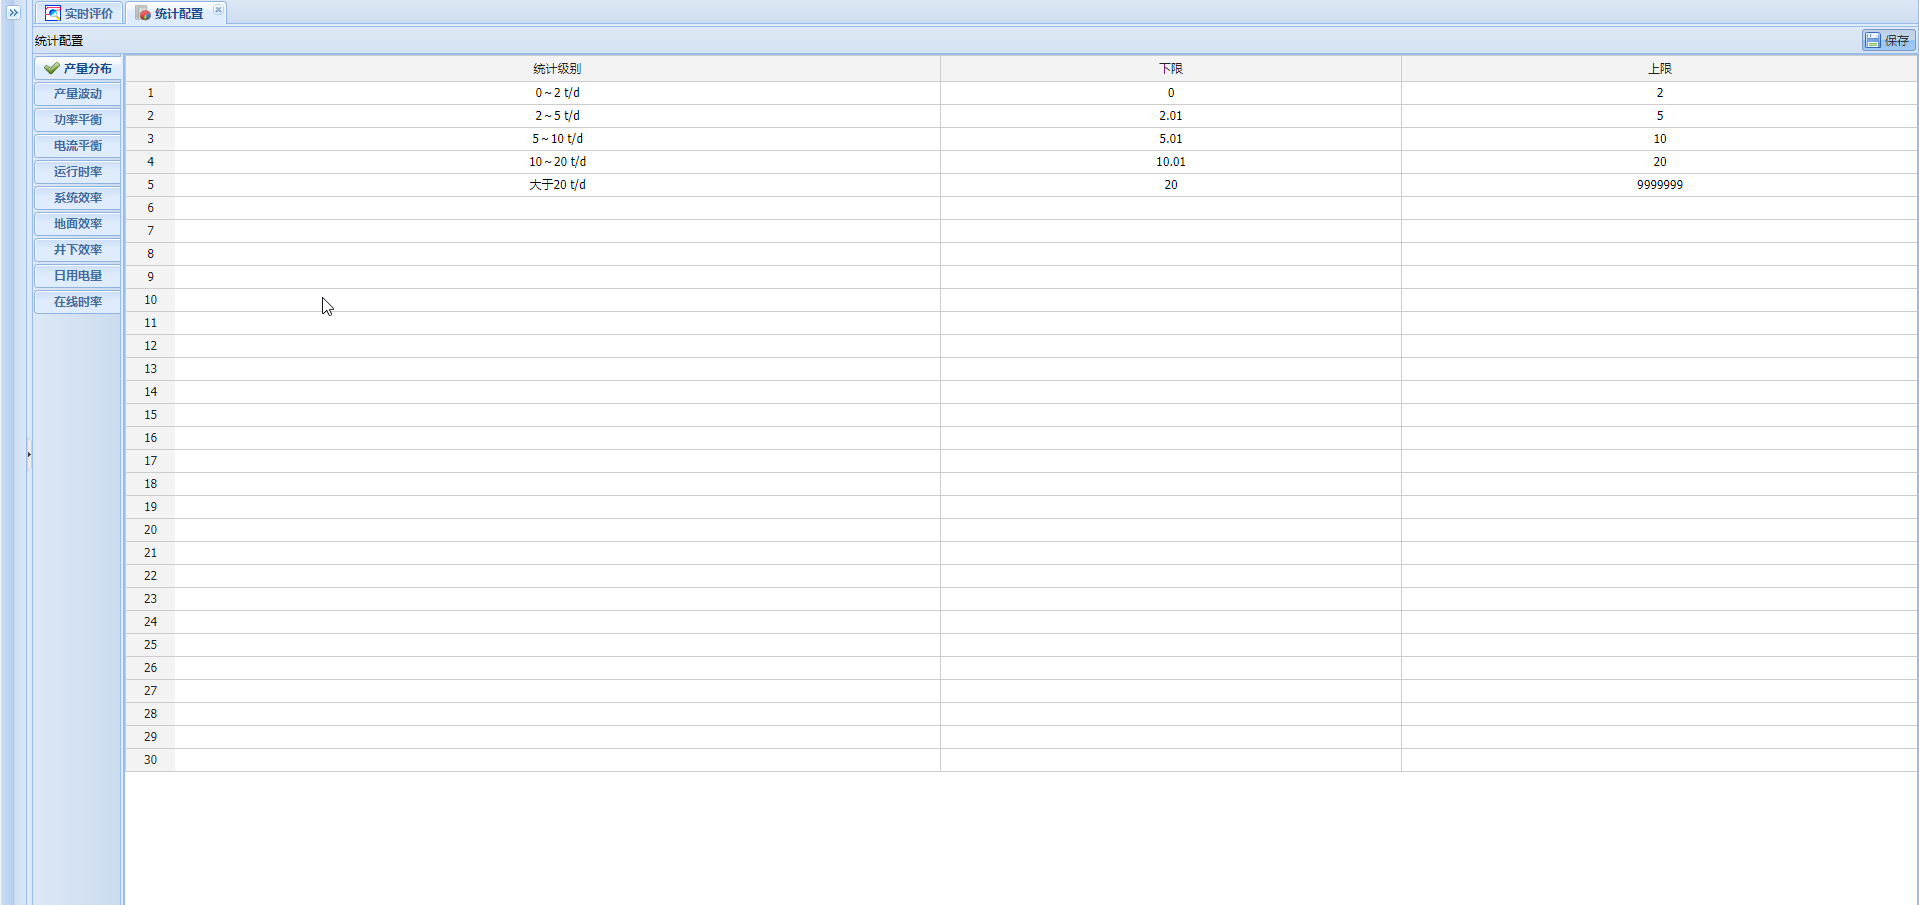 实时评价 统计配置
统计配置 保存
产量分布 统计级别 下限 上限
产量波动 1 0～2 t/d 0 2
功率平衡 2 2～5 t/d 2.01 5
电流平衡 3 5～10 t/d 5.01 10
运行时率 4 10～20 t/d 10.01 20
系统效率 5 大于20 t/d 20 9999999
地面效率 6
井下效率 7
日用电量 8
在线时率 9
10
11
12
13
14
15
16
17
18
19
20
21
22
23
24
25
26
27
28
29
30